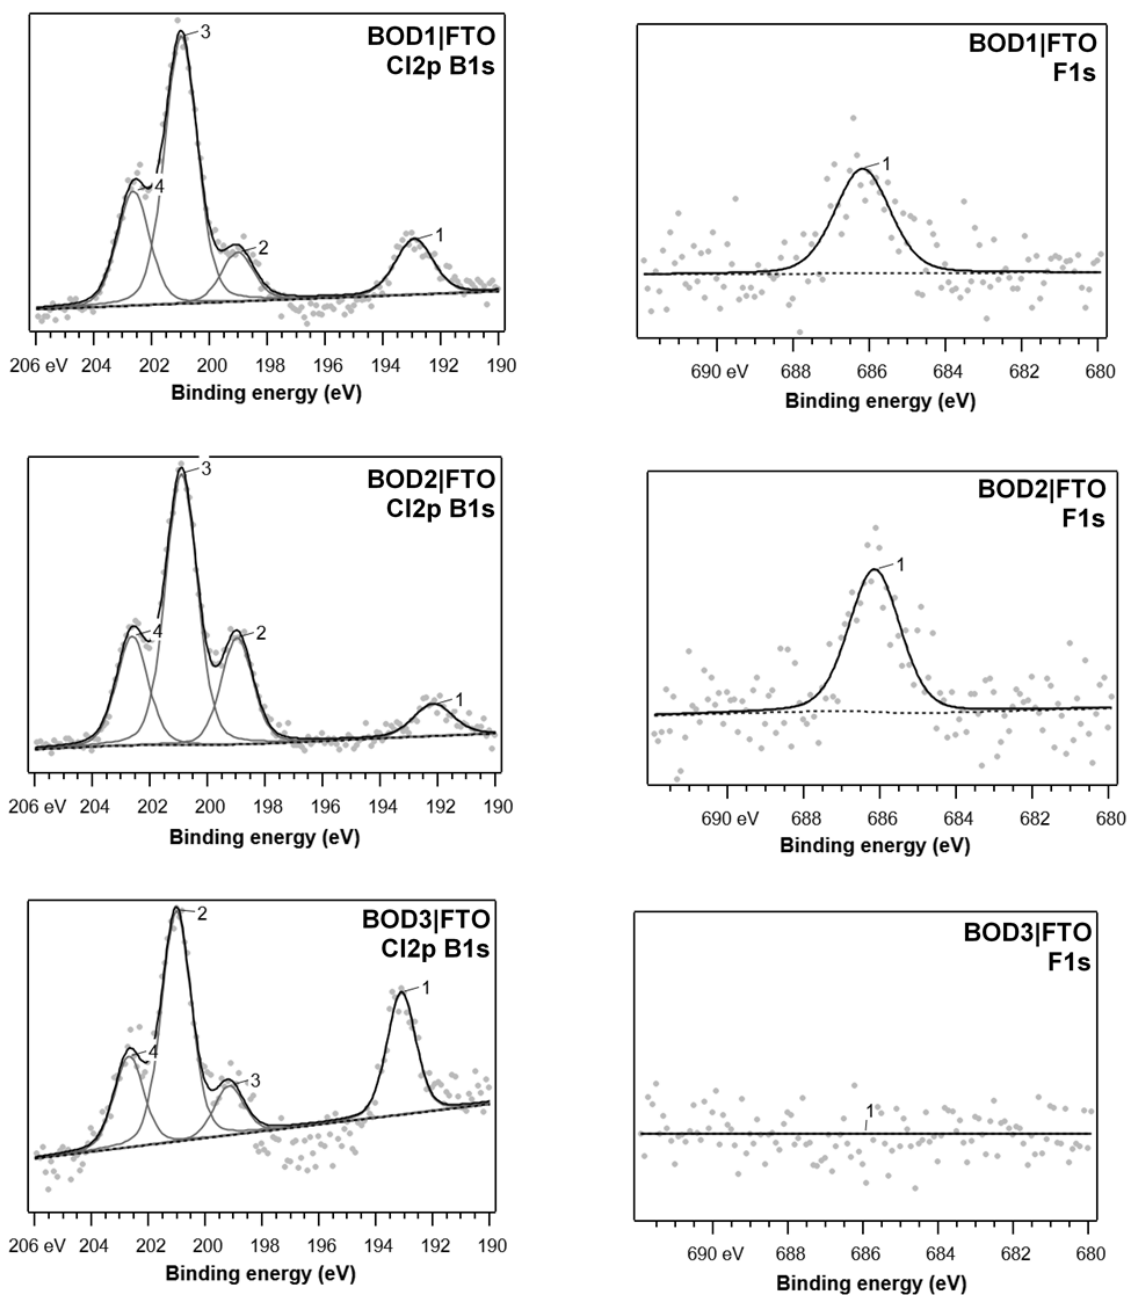 BOD1|FTO
Cl2p B1s
3
4
2
1
206 eV 204 202 200 198 196 194 192 190
Binding energy (eV)
BOD1|FTO
F1s
1
690 eV 688 686 684 682 680
Binding energy (eV)
BOD2|FTO
Cl2p B1s
3
4
2
1
206 eV 204 202 200 198 196 194 192 190
Binding energy (eV)
BOD2|FTO
F1s
1
690 eV 688 686 684 682 680
Binding energy (eV)
BOD3|FTO
Cl2p B1s
2
1
4
3
206 eV 204 202 200 198 196 194 192 190
Binding energy (eV)
BOD3|FTO
F1s
1
690 eV 688 686 684 682 680
Binding energy (eV)